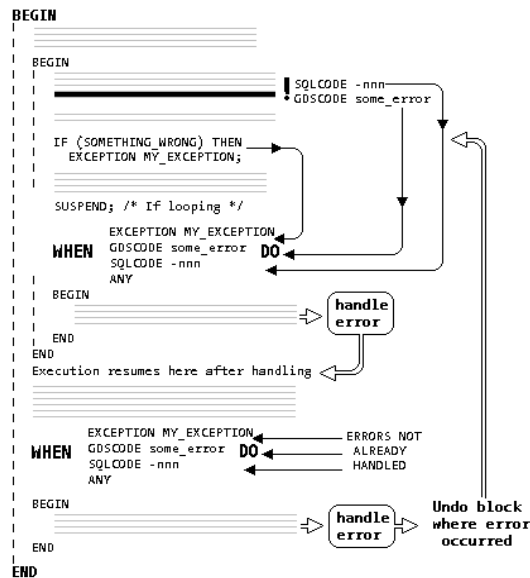 BEGIN
BEGIN
SQLCODE -nnn
GDSCODE some_error
IF (SOMETHING_WRONG) THEN
EXCEPTION MY_EXCEPTION;
SUSPEND; /* If looping */
EXCEPTION MY_EXCEPTION
WHEN GDSCODE some_error DO
SQLCODE -nnn
ANY
BEGIN
handle
error
END
END
Execution resumes here after handling
EXCEPTION MY_EXCEPTION ERRORS NOT
WHEN GDSCODE some_error DO ALREADY
SQLCODE -nnn HANDLED
ANY
BEGIN
handle
error
Undo block
where error
occurred
END
END